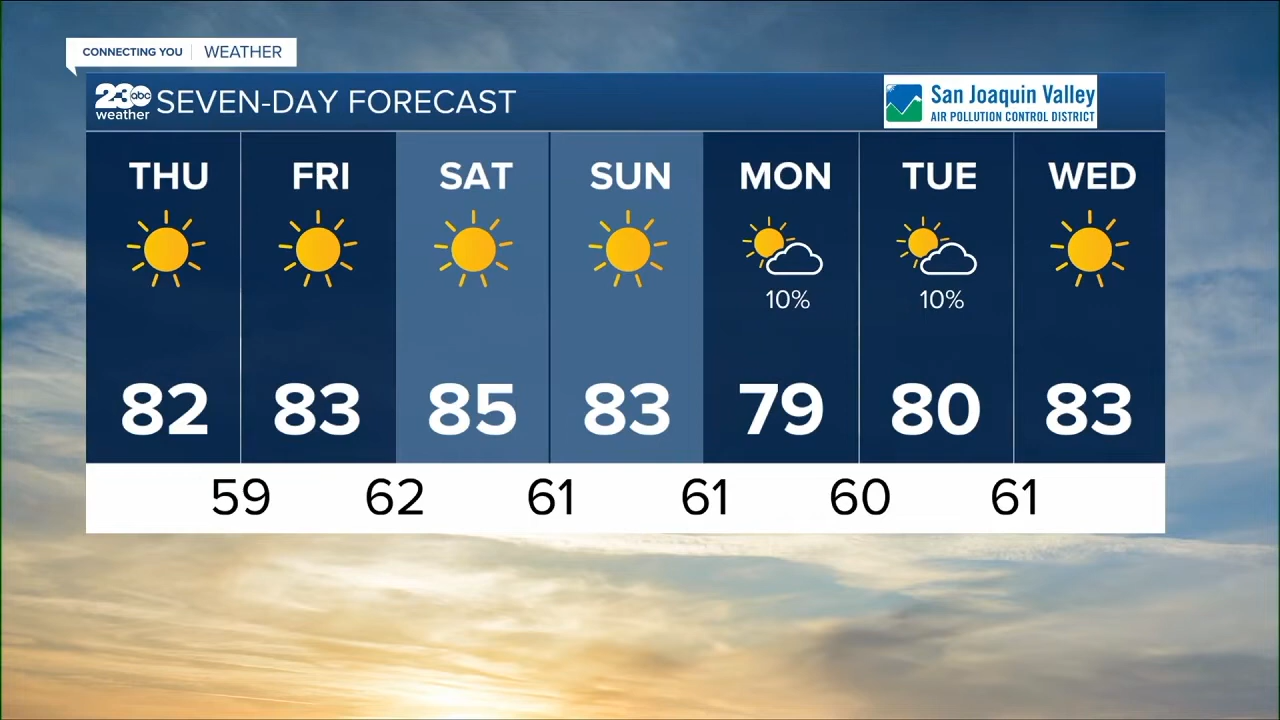 CONNECTING YOU WEATHER
23 abc
weather
SEVEN-DAY FORECAST
San Joaquin Valley
AIR POLLUTION CONTROL DISTRICT
THU FRI SAT SUN MON TUE WED
10% 10%
82 83 85 83 79 80 83
59 62 61 61 60 61